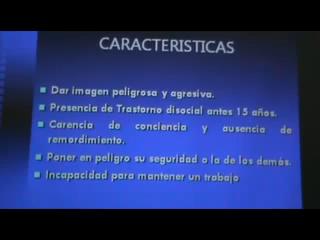 CARACTERISTICAS
Dar imagen peligrosa y agresiva.
Presencia de Trastorno disocial antes 15 años.
Carencia de conciencia y ausencia de
remordimiento.
Poner en peligro su seguridad o la de los demás.
Incapacidad para mantener un trabajo